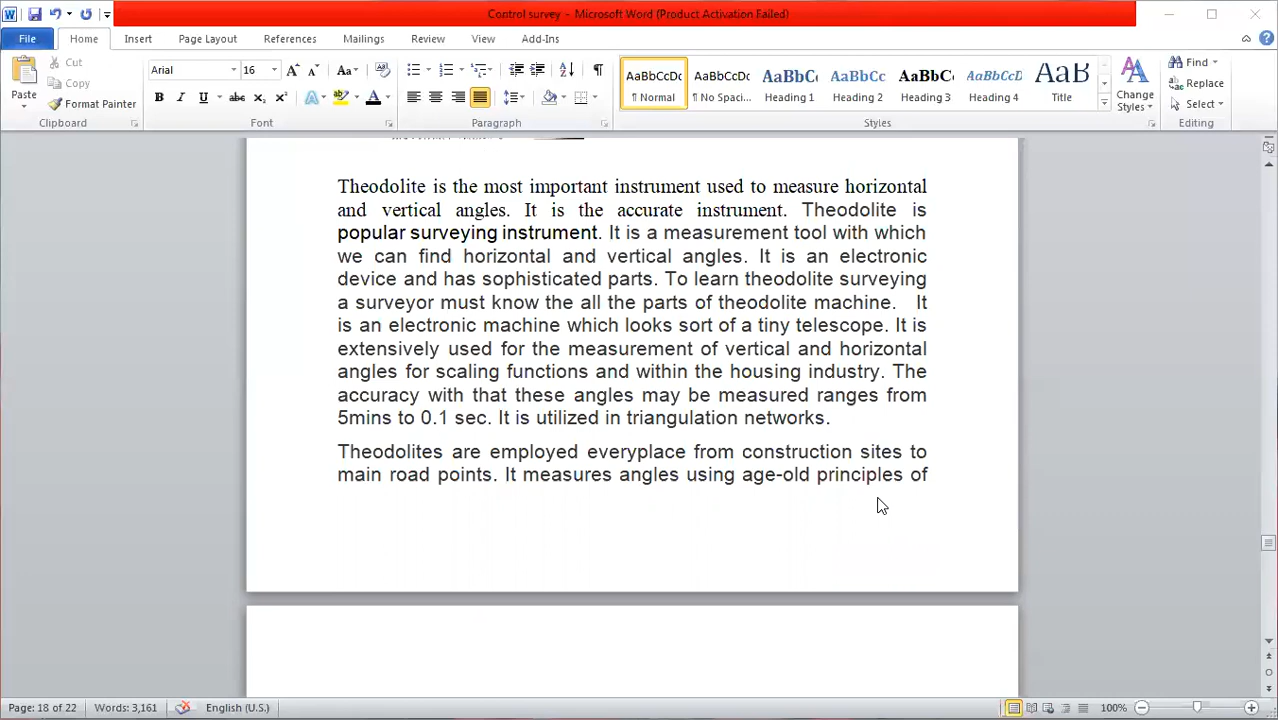 Control survey – Microsoft Word (Product Activation Failed)
File Home Insert Page Layout References Mailings Review View Add-Ins
Paste
Cut
Copy
Format Painter
Clipboard
Arial 16
Font
Paragraph
AaBbCcDc AaBbCcDc AaBbC AaBbCc AaBbC AaBbCcD AaB
¶ Normal ¶ No Spaci... Heading 1 Heading 2 Heading 3 Heading 4 Title
Styles
Change Styles
Find
Replace
Select
Editing
Theodolite is the most important instrument used to measure horizontal
and vertical angles. It is the accurate instrument. Theodolite is
popular surveying instrument. It is a measurement tool with which
we can find horizontal and vertical angles. It is an electronic
device and has sophisticated parts. To learn theodolite surveying
a surveyor must know the all the parts of theodolite machine. It
is an electronic machine which looks sort of a tiny telescope. It is
extensively used for the measurement of vertical and horizontal
angles for scaling functions and within the housing industry. The
accuracy with that these angles may be measured ranges from
5mins to 0.1 sec. It is utilized in triangulation networks.
Theodolites are employed everyplace from construction sites to
main road points. It measures angles using age-old principles of
Page: 18 of 22 Words: 3,161 English (U.S.) 100%